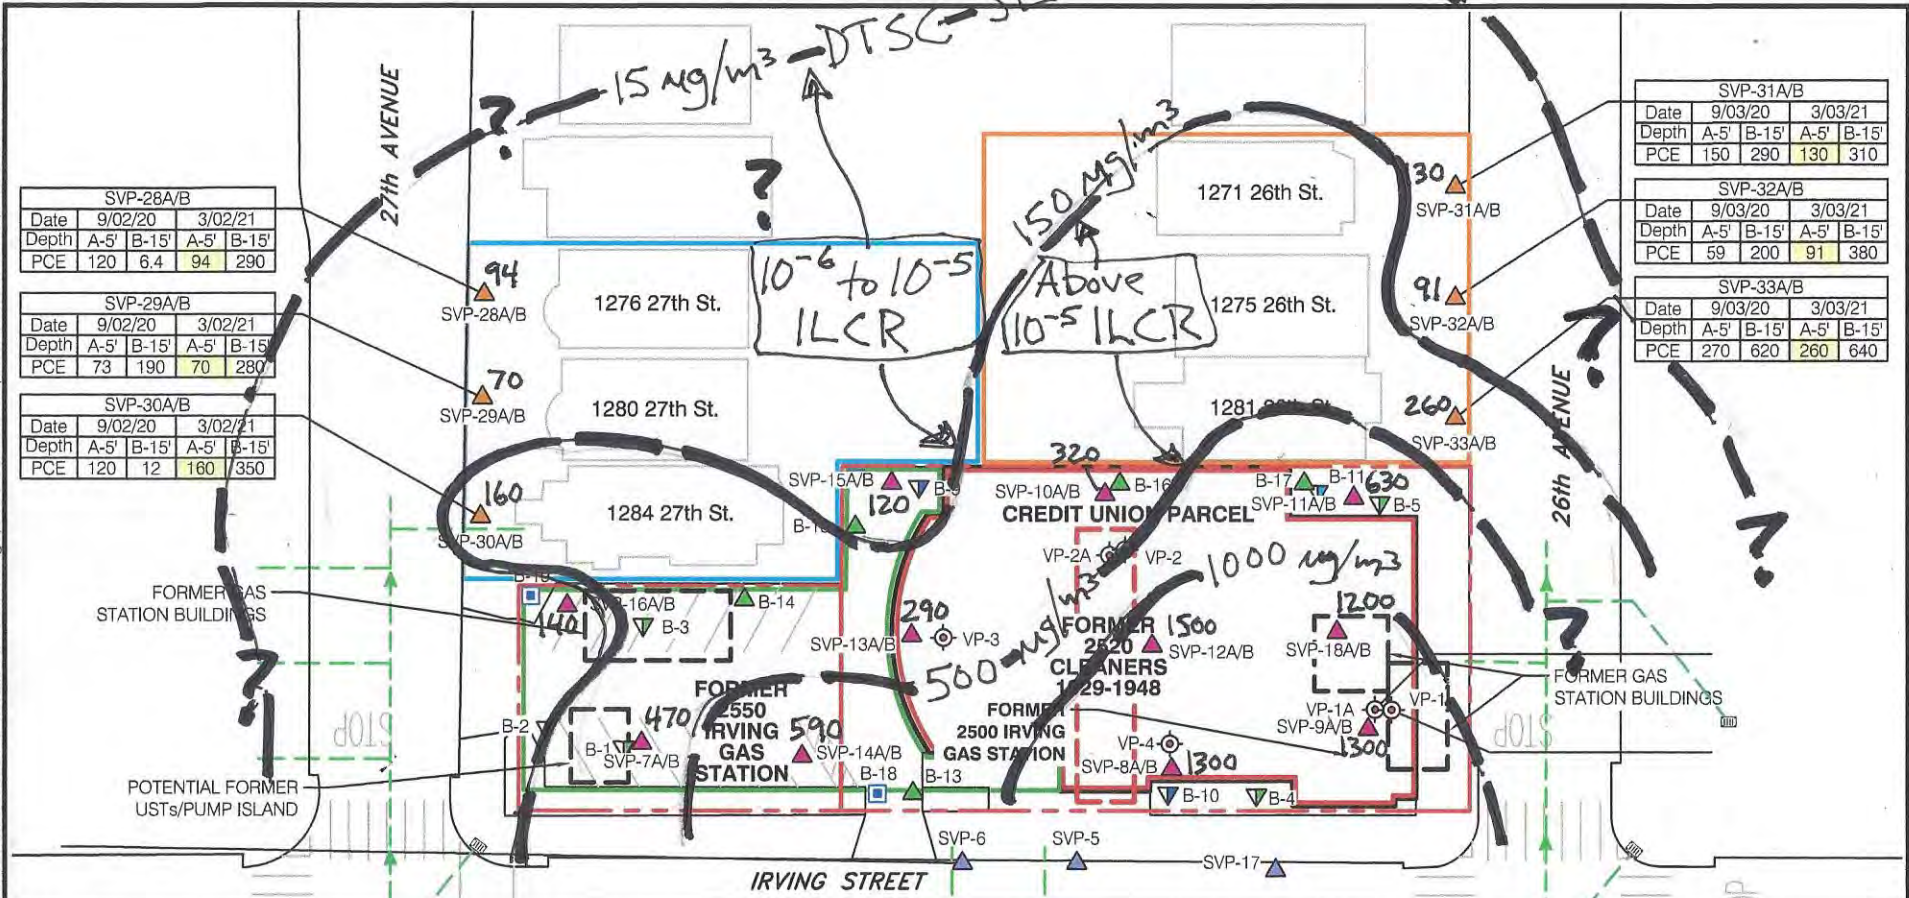 15 µg/m³ DTSC-
27th AVENUE
SVP-28A/B
Date 9/02/20 3/02/21
Depth A-5' B-15' A-5' B-15'
PCE 120 6.4 94 290
SVP-29A/B
Date 9/02/20 3/02/21
Depth A-5' B-15' A-5' B-15'
PCE 73 190 70 280
SVP-30A/B
Date 9/02/20 3/02/21
Depth A-5' B-15' A-5' B-15'
PCE 120 12 160 350
SVP-31A/B
Date 9/03/20 3/03/21
Depth A-5' B-15' A-5' B-15'
PCE 150 290 130 310
SVP-32A/B
Date 9/03/20 3/03/21
Depth A-5' B-15' A-5' B-15'
PCE 59 200 91 380
SVP-33A/B
Date 9/03/20 3/03/21
Depth A-5' B-15' A-5' B-15'
PCE 270 620 260 640
?
?
?
?
?
?
?
150 µg/m³
10⁻⁶ to 10⁻⁵
ILCR
Above
10⁻⁵ ILCR
1271 26th St.
1275 26th St.
1281 26th St.
1276 27th St.
1280 27th St.
1284 27th St.
94
SVP-28A/B
70
SVP-29A/B
160
SVP-30A/B
130
SVP-31A/B
91
SVP-32A/B
260
SVP-33A/B
26th AVENUE
SVP-15A/B
120
B-9
B-15
320
SVP-10A/B
B-16
B-17
B-11
630
SVP-11A/B
B-5
CREDIT UNION PARCEL
VP-2A
VP-2
1000 µg/m³
500 µg/m³
FORMER GAS
STATION BUILDINGS
B-19
SVP-16A/B
140
B-3
B-14
290
SVP-13A/B
VP-3
FORMER
2520
CLEANERS
1929-1948
1500
SVP-12A/B
1200
SVP-18A/B
FORMER GAS
STATION BUILDINGS
VP-1A
VP-1
SVP-9A/B
1300
FORMER
2500 IRVING
GAS STATION
VP-4
SVP-8A/B
1300
FORMER
2550
IRVING
GAS
STATION
470
B-1
SVP-7A/B
590
SVP-14A/B
B-2
B-18
B-13
B-10
B-4
POTENTIAL FORMER
USTs/PUMP ISLAND
STOP
STOP
SVP-6
SVP-5
SVP-17
IRVING STREET